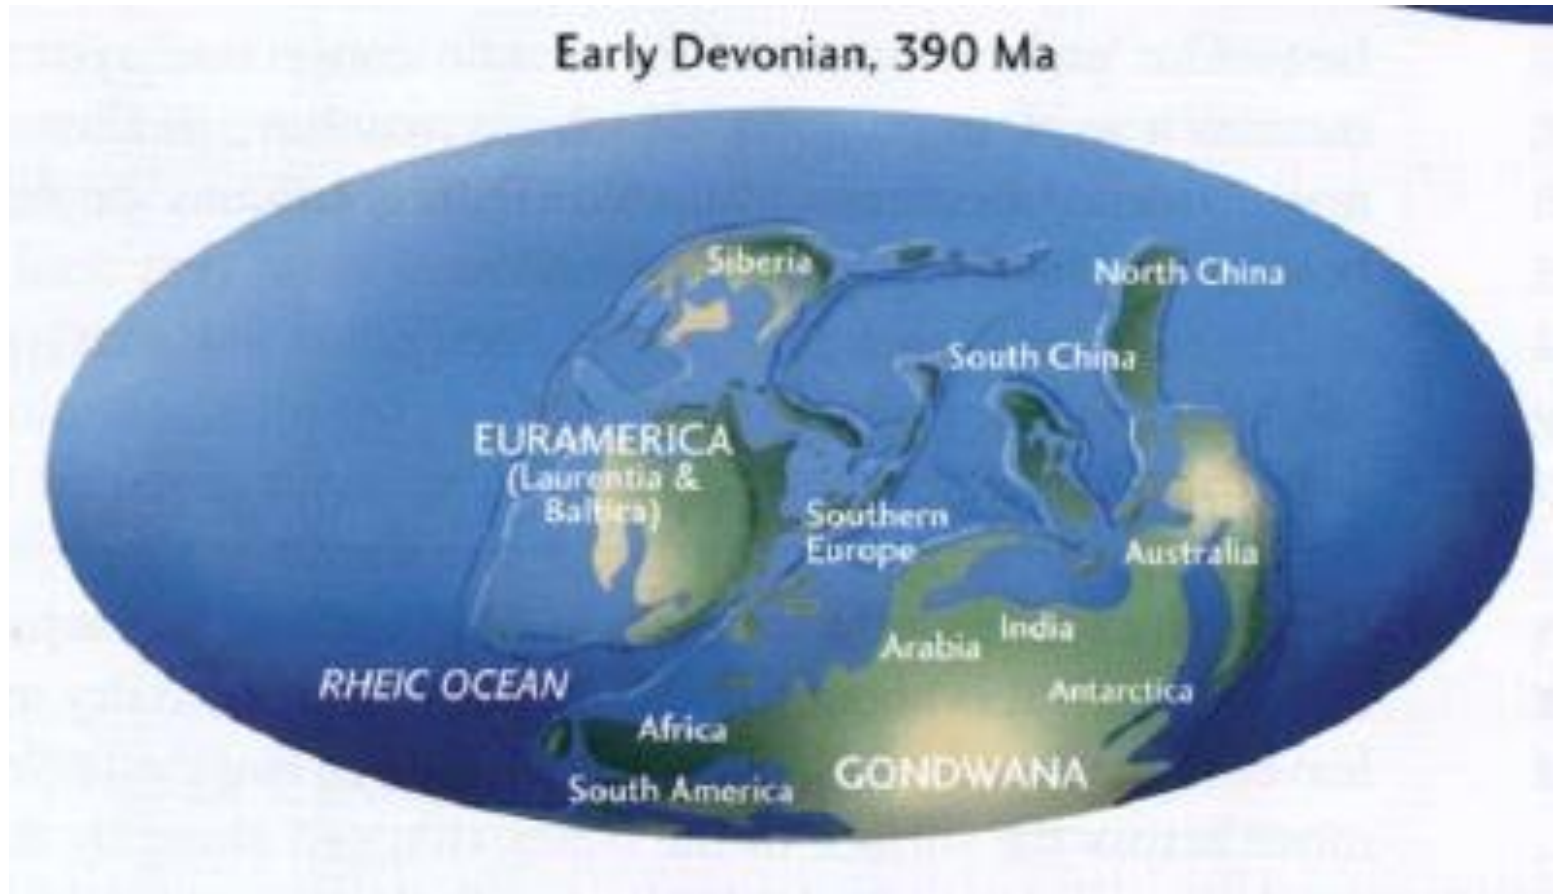 Early Devonian, 390 Ma
Siberia
North China
South China
EURAMERICA
(Laurentia &
Baltica)
Southern
Europe
Australia
India
Arabia
Antarctica
RHEIC OCEAN
Africa
GONDWANA
South America